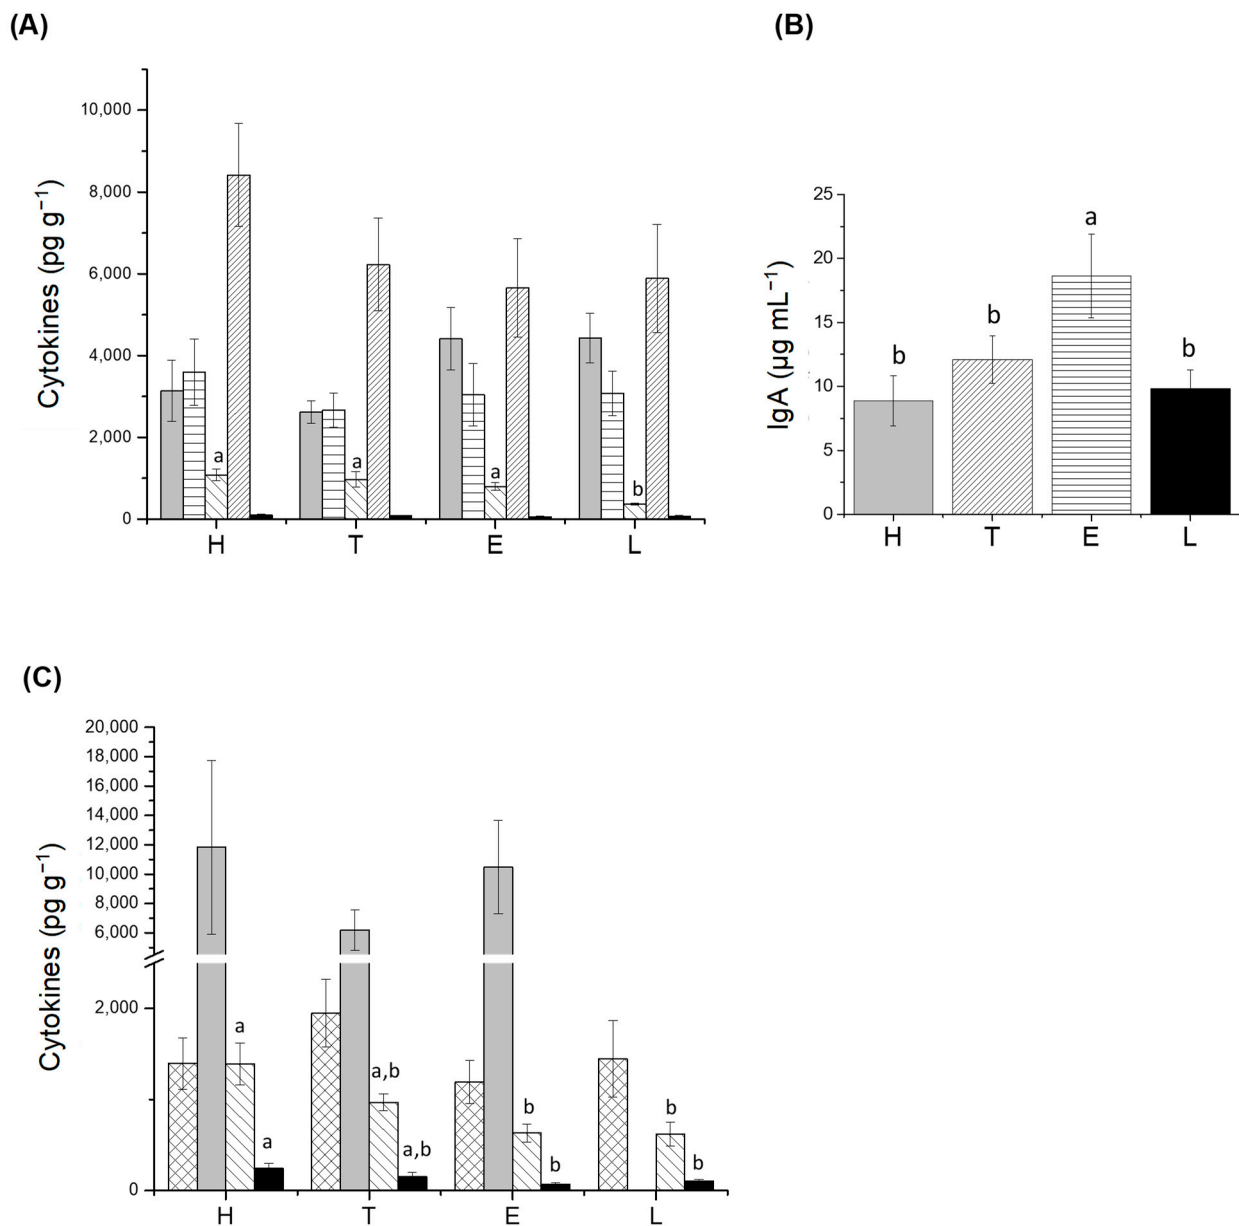 (A)
Cytokines (pg g⁻¹)
10,000
8,000
6,000
4,000
2,000
0
a
a
a
b
H
T
E
L
(B)
IgA (µg mL⁻¹)
25
20
15
10
5
0
b
b
a
b
H
T
E
L
(C)
Cytokines (pg g⁻¹)
20,000
18,000
16,000
14,000
12,000
10,000
8,000
6,000
2,000
0
a
a
a,b
a,b
b
b
b
b
H
T
E
L